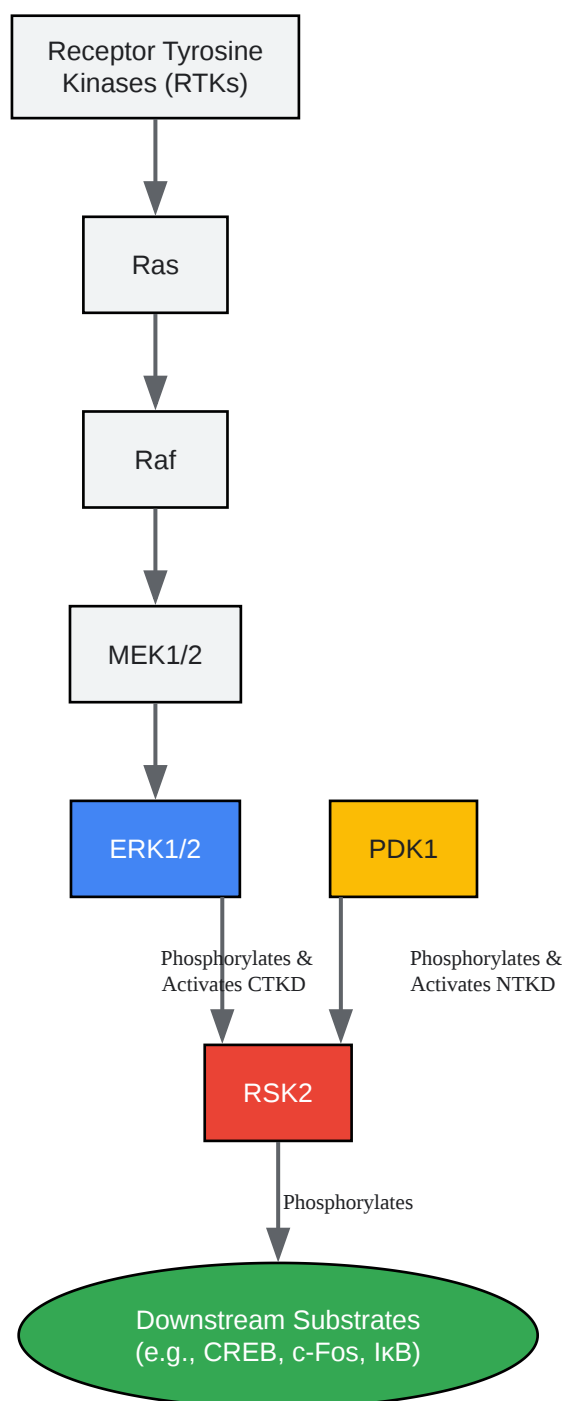 Receptor Tyrosine
Kinases (RTKs)
Ras
Raf
MEK1/2
ERK1/2
PDK1
Phosphorylates &
Activates CTKD
Phosphorylates &
Activates NTKD
RSK2
Phosphorylates
Downstream Substrates
(e.g., CREB, c-Fos, IκB)